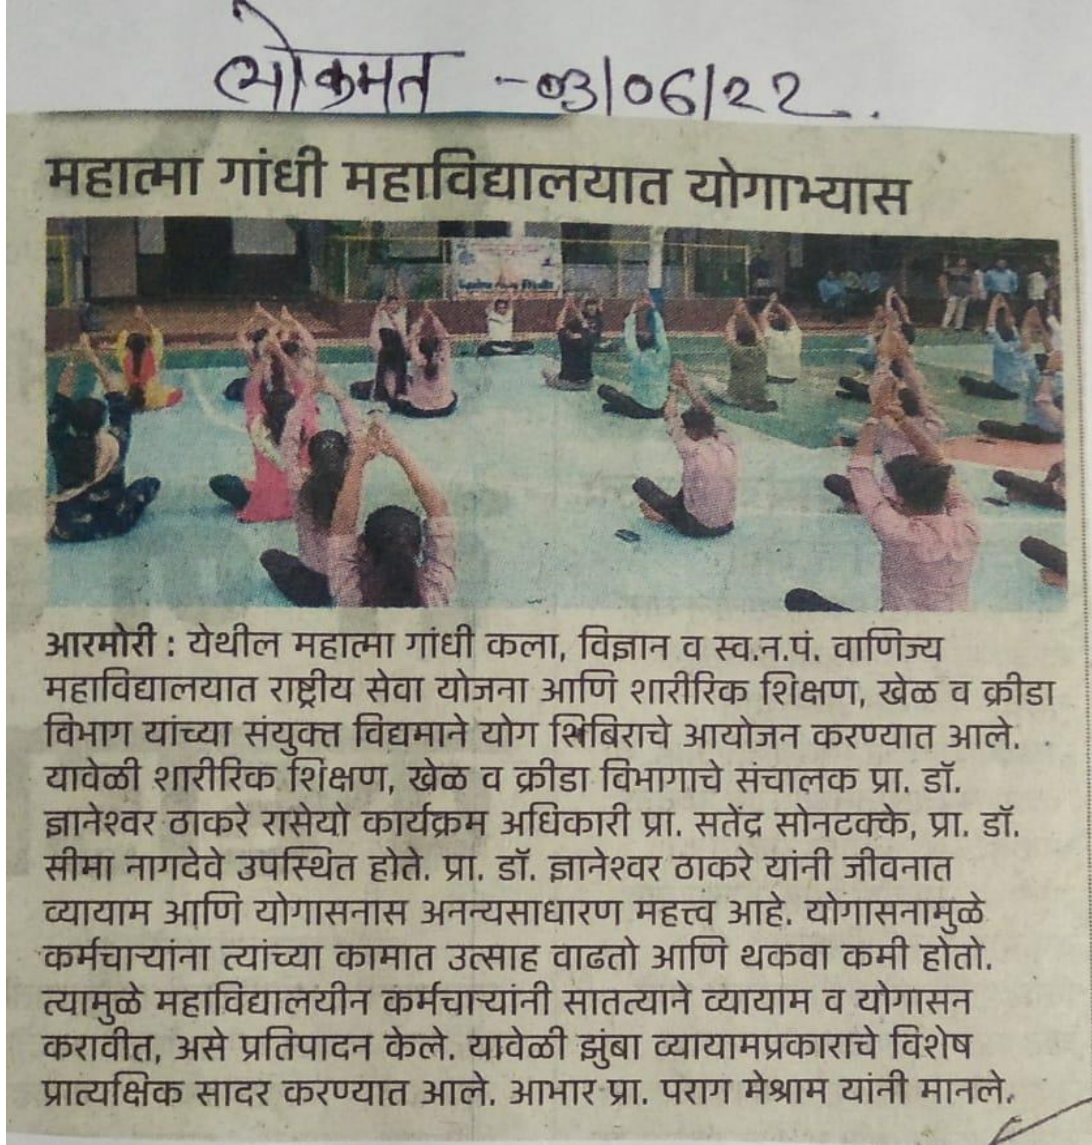 लोकमत -03/06/22.
महात्मा गांधी महाविद्यालयात योगाभ्यास
आरमोरी : येथील महात्मा गांधी कला, विज्ञान व स्व.न.पं. वाणिज्य
महाविद्यालयात राष्ट्रीय सेवा योजना आणि शारीरिक शिक्षण, खेळ व क्रीडा
विभाग यांच्या संयुक्त विद्यमाने योग शिबिराचे आयोजन करण्यात आले.
यावेळी शारीरिक शिक्षण, खेळ व क्रीडा विभागाचे संचालक प्रा. डॉ.
ज्ञानेश्वर ठाकरे रासेयो कार्यक्रम अधिकारी प्रा. सतेंद्र सोनटक्के, प्रा. डॉ.
सीमा नागदेवे उपस्थित होते. प्रा. डॉ. ज्ञानेश्वर ठाकरे यांनी जीवनात
व्यायाम आणि योगासनास अनन्यसाधारण महत्त्व आहे. योगासनामुळे
कर्मचाऱ्यांना त्यांच्या कामात उत्साह वाढतो आणि थकवा कमी होतो.
त्यामुळे महाविद्यालयीन कर्मचाऱ्यांनी सातत्याने व्यायाम व योगासन
करावीत, असे प्रतिपादन केले. यावेळी झुंबा व्यायामप्रकाराचे विशेष
प्रात्यक्षिक सादर करण्यात आले. आभार प्रा. पराग मेश्राम यांनी मानले.